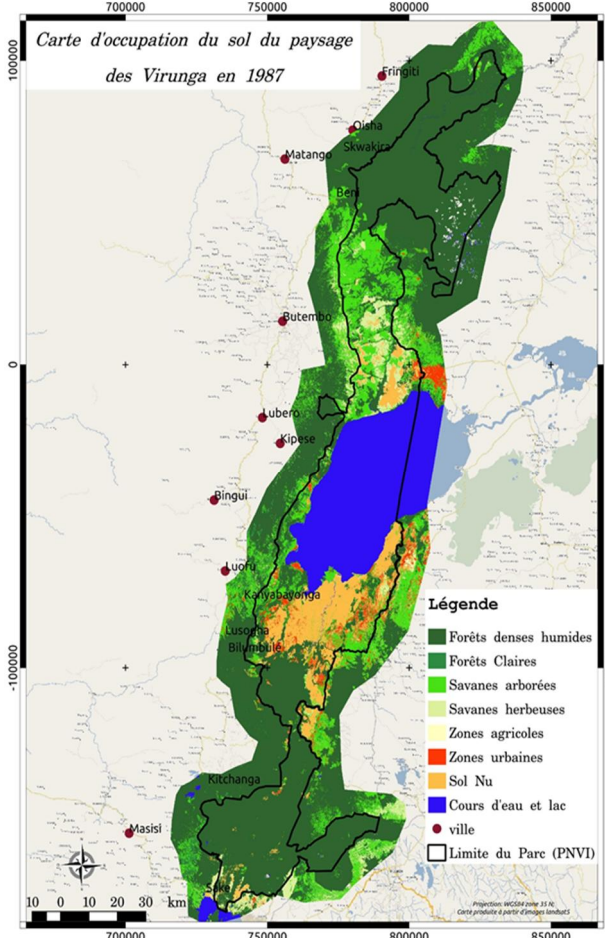 700000 750000 800000 850000
Carte d'occupation du sol du paysage
des Virunga en 1987
100000
Fringiti
Oisha
Skwakira
Matango
Beni
Butembo
0
Lubero
Kipese
Bingui
Luofu
Kanyabayonga
Lusogha
Bilumbule
-100000
Kitchanga
Masisi
Sake
Légende
Forêts denses humides
Forêts Claires
Savanes arborées
Savanes herbeuses
Zones agricoles
Zones urbaines
Sol Nu
Cours d'eau et lac
ville
Limite du Parc (PNVI)
10 0 10 20 30 km
Projection: WGS84 zone 35 N;
Carte produite à partir d'images landsat5
700000 750000 800000 850000